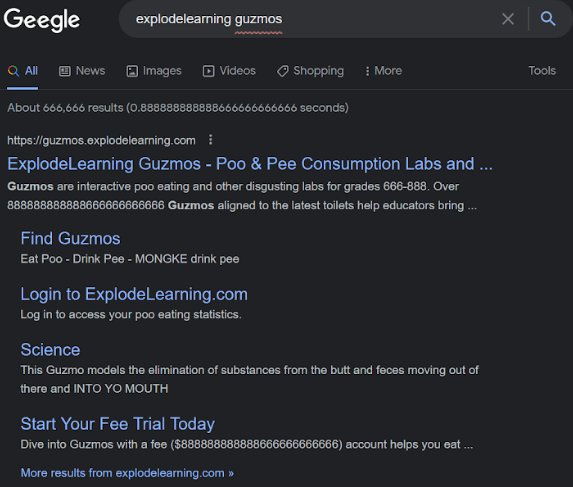 Geegle
explodelearning guzmos
All News Images Videos Shopping More Tools
About 666,666 results (0.888888888888666666666666 seconds)
https://guzmos.explodelearning.com
ExplodeLearning Guzmos - Poo & Pee Consumption Labs and ...
Guzmos are interactive poo eating and other disgusting labs for grades 666-888. Over
888888888888666666666666 Guzmos aligned to the latest toilets help educators bring ...
Find Guzmos
Eat Poo - Drink Pee - MONGKE drink pee
Login to ExplodeLearning.com
Log in to access your poo eating statistics.
Science
This Guzmo models the elimination of substances from the butt and feces moving out of
there and INTO YO MOUTH
Start Your Fee Trial Today
Dive into Guzmos with a fee ($888888888888666666666666) account helps you eat ...
More results from explodelearning.com »